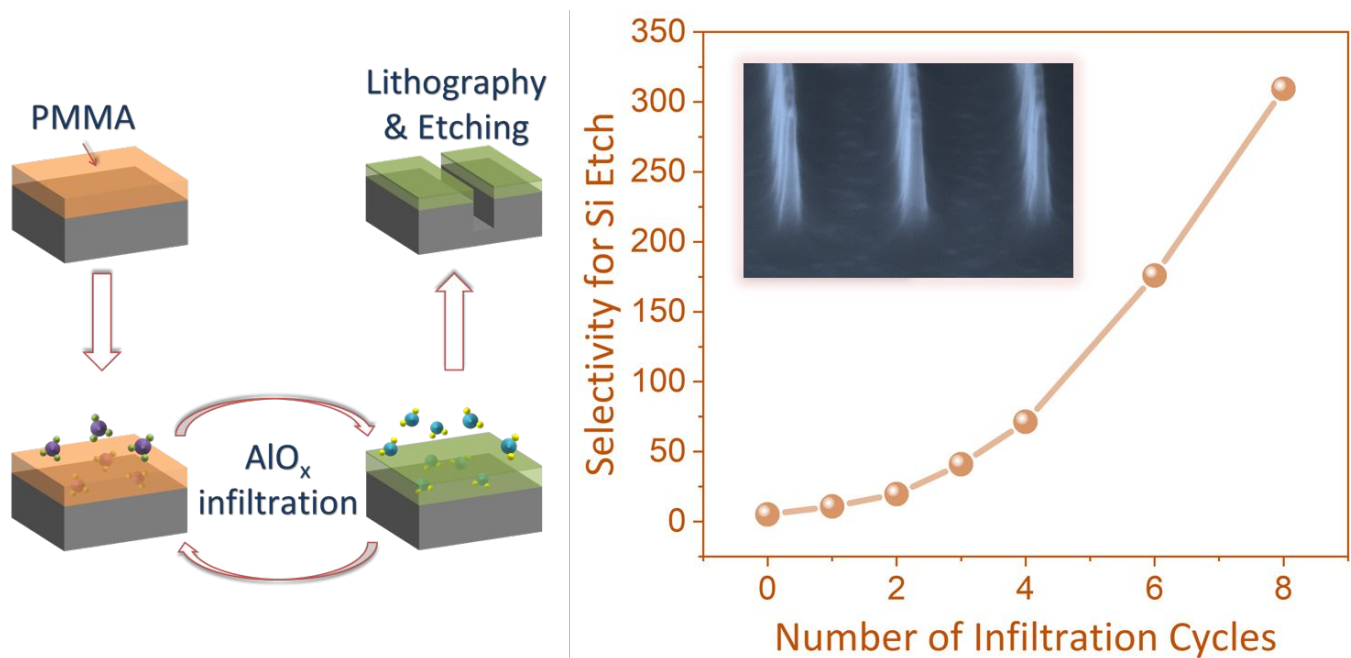 PMMA
Lithography
& Etching
AlOₓ
infiltration
Selectivity for Si Etch
350
300
250
200
150
100
50
0
0 2 4 6 8
Number of Infiltration Cycles